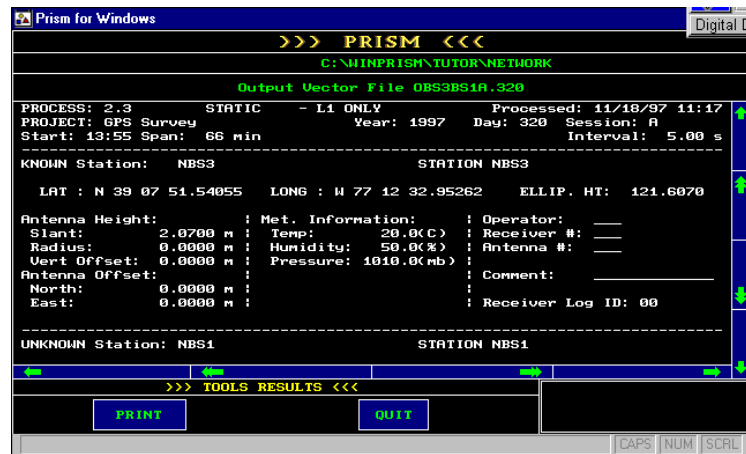 Prism for Windows
Digital D
>>> PRISM <<<
C:\WINPRISM\TUTOR\NETWORK
Output Vector File OBS3BS1A.320
PROCESS: 2.3 STATIC - L1 ONLY Processed: 11/18/97 11:17
PROJECT: GPS Survey Year: 1997 Day: 320 Session: A
Start: 13:55 Span: 66 min Interval: 5.00 s
KNOWN Station: NBS3 STATION NBS3
LAT : N 39 07 51.54055 LONG : W 77 12 32.95262 ELLIP. HT: 121.6070
Antenna Height: ¦ Met. Information: ¦ Operator: ___
Slant: 2.0700 m ¦ Temp: 20.0(C) ¦ Receiver #: ___
Radius: 0.0000 m ¦ Humidity: 50.0(%) ¦ Antenna #: ___
Vert Offset: 0.0000 m ¦ Pressure: 1010.0(mb) ¦
Antenna Offset: ¦ ¦ Comment: _____________
North: 0.0000 m ¦ ¦
East: 0.0000 m ¦ ¦ Receiver Log ID: 00
UNKNOWN Station: NBS1 STATION NBS1
>>> TOOLS RESULTS <<<
PRINT QUIT
CAPS NUM SCRL